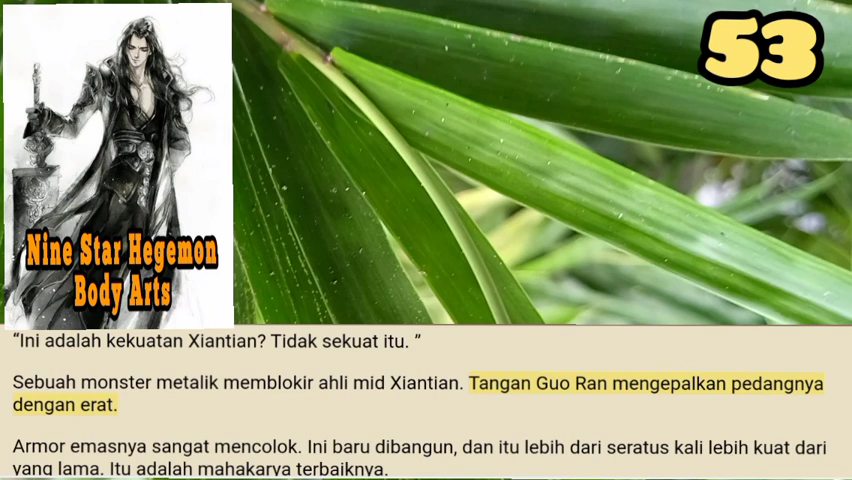 53
Nine Star Hegemon
Body Arts
“Ini adalah kekuatan Xiantian? Tidak sekuat itu. ”
Sebuah monster metalik memblokir ahli mid Xiantian. Tangan Guo Ran mengepalkan pedangnya
dengan erat.
Armor emasnya sangat mencolok. Ini baru dibangun, dan itu lebih dari seratus kali lebih kuat dari
yang lama. Itu adalah mahakarya terbaiknya.